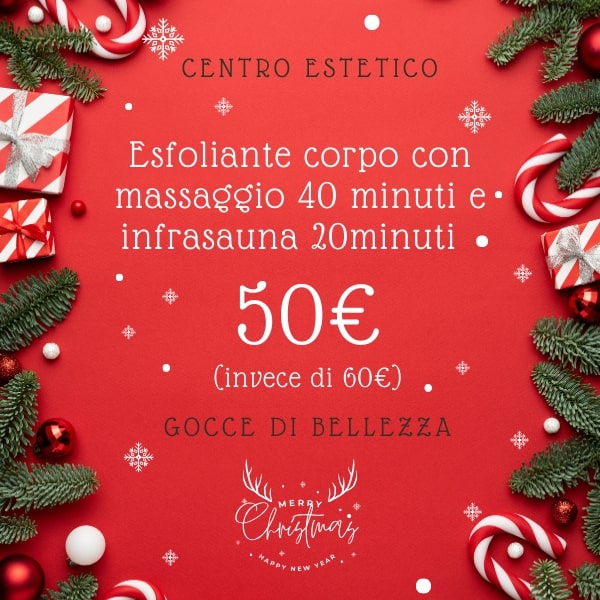 CENTRO ESTETICO
Esfoliante corpo con
massaggio 40 minuti e
infrasauna 20minuti
50€
(invece di 60€)
GOCCE DI BELLEZZA
MERRY
Christmas
HAPPY NEW YEAR